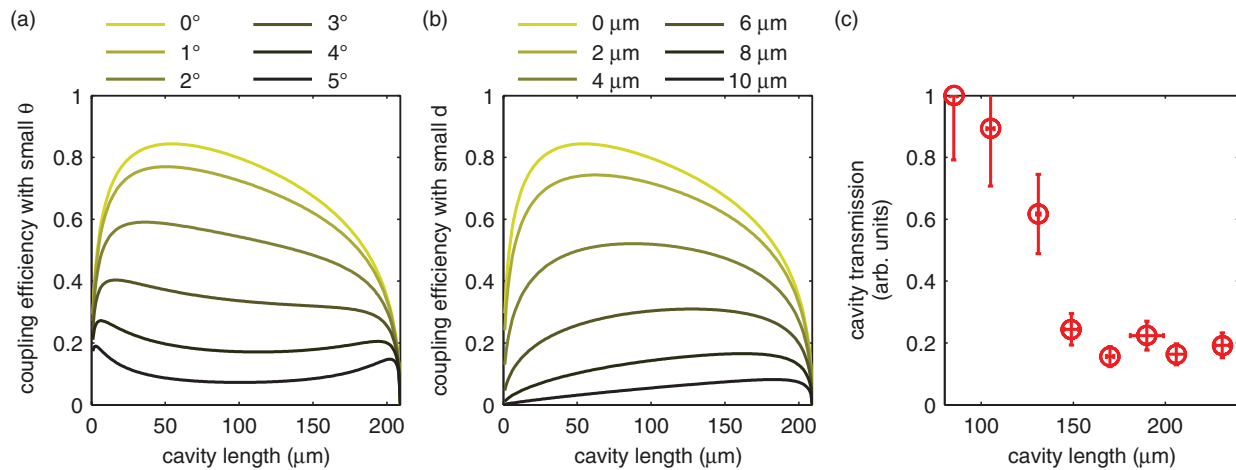 (a)
0° 3°
1° 4°
2° 5°
coupling efficiency with small θ
1
0.8
0.6
0.4
0.2
0
0 50 100 150 200
cavity length (μm)
(b)
0 μm 6 μm
2 μm 8 μm
4 μm 10 μm
coupling efficiency with small d
1
0.8
0.6
0.4
0.2
0
0 50 100 150 200
cavity length (μm)
(c)
cavity transmission
(arb. units)
1
0.8
0.6
0.4
0.2
0
100 150 200
cavity length (μm)